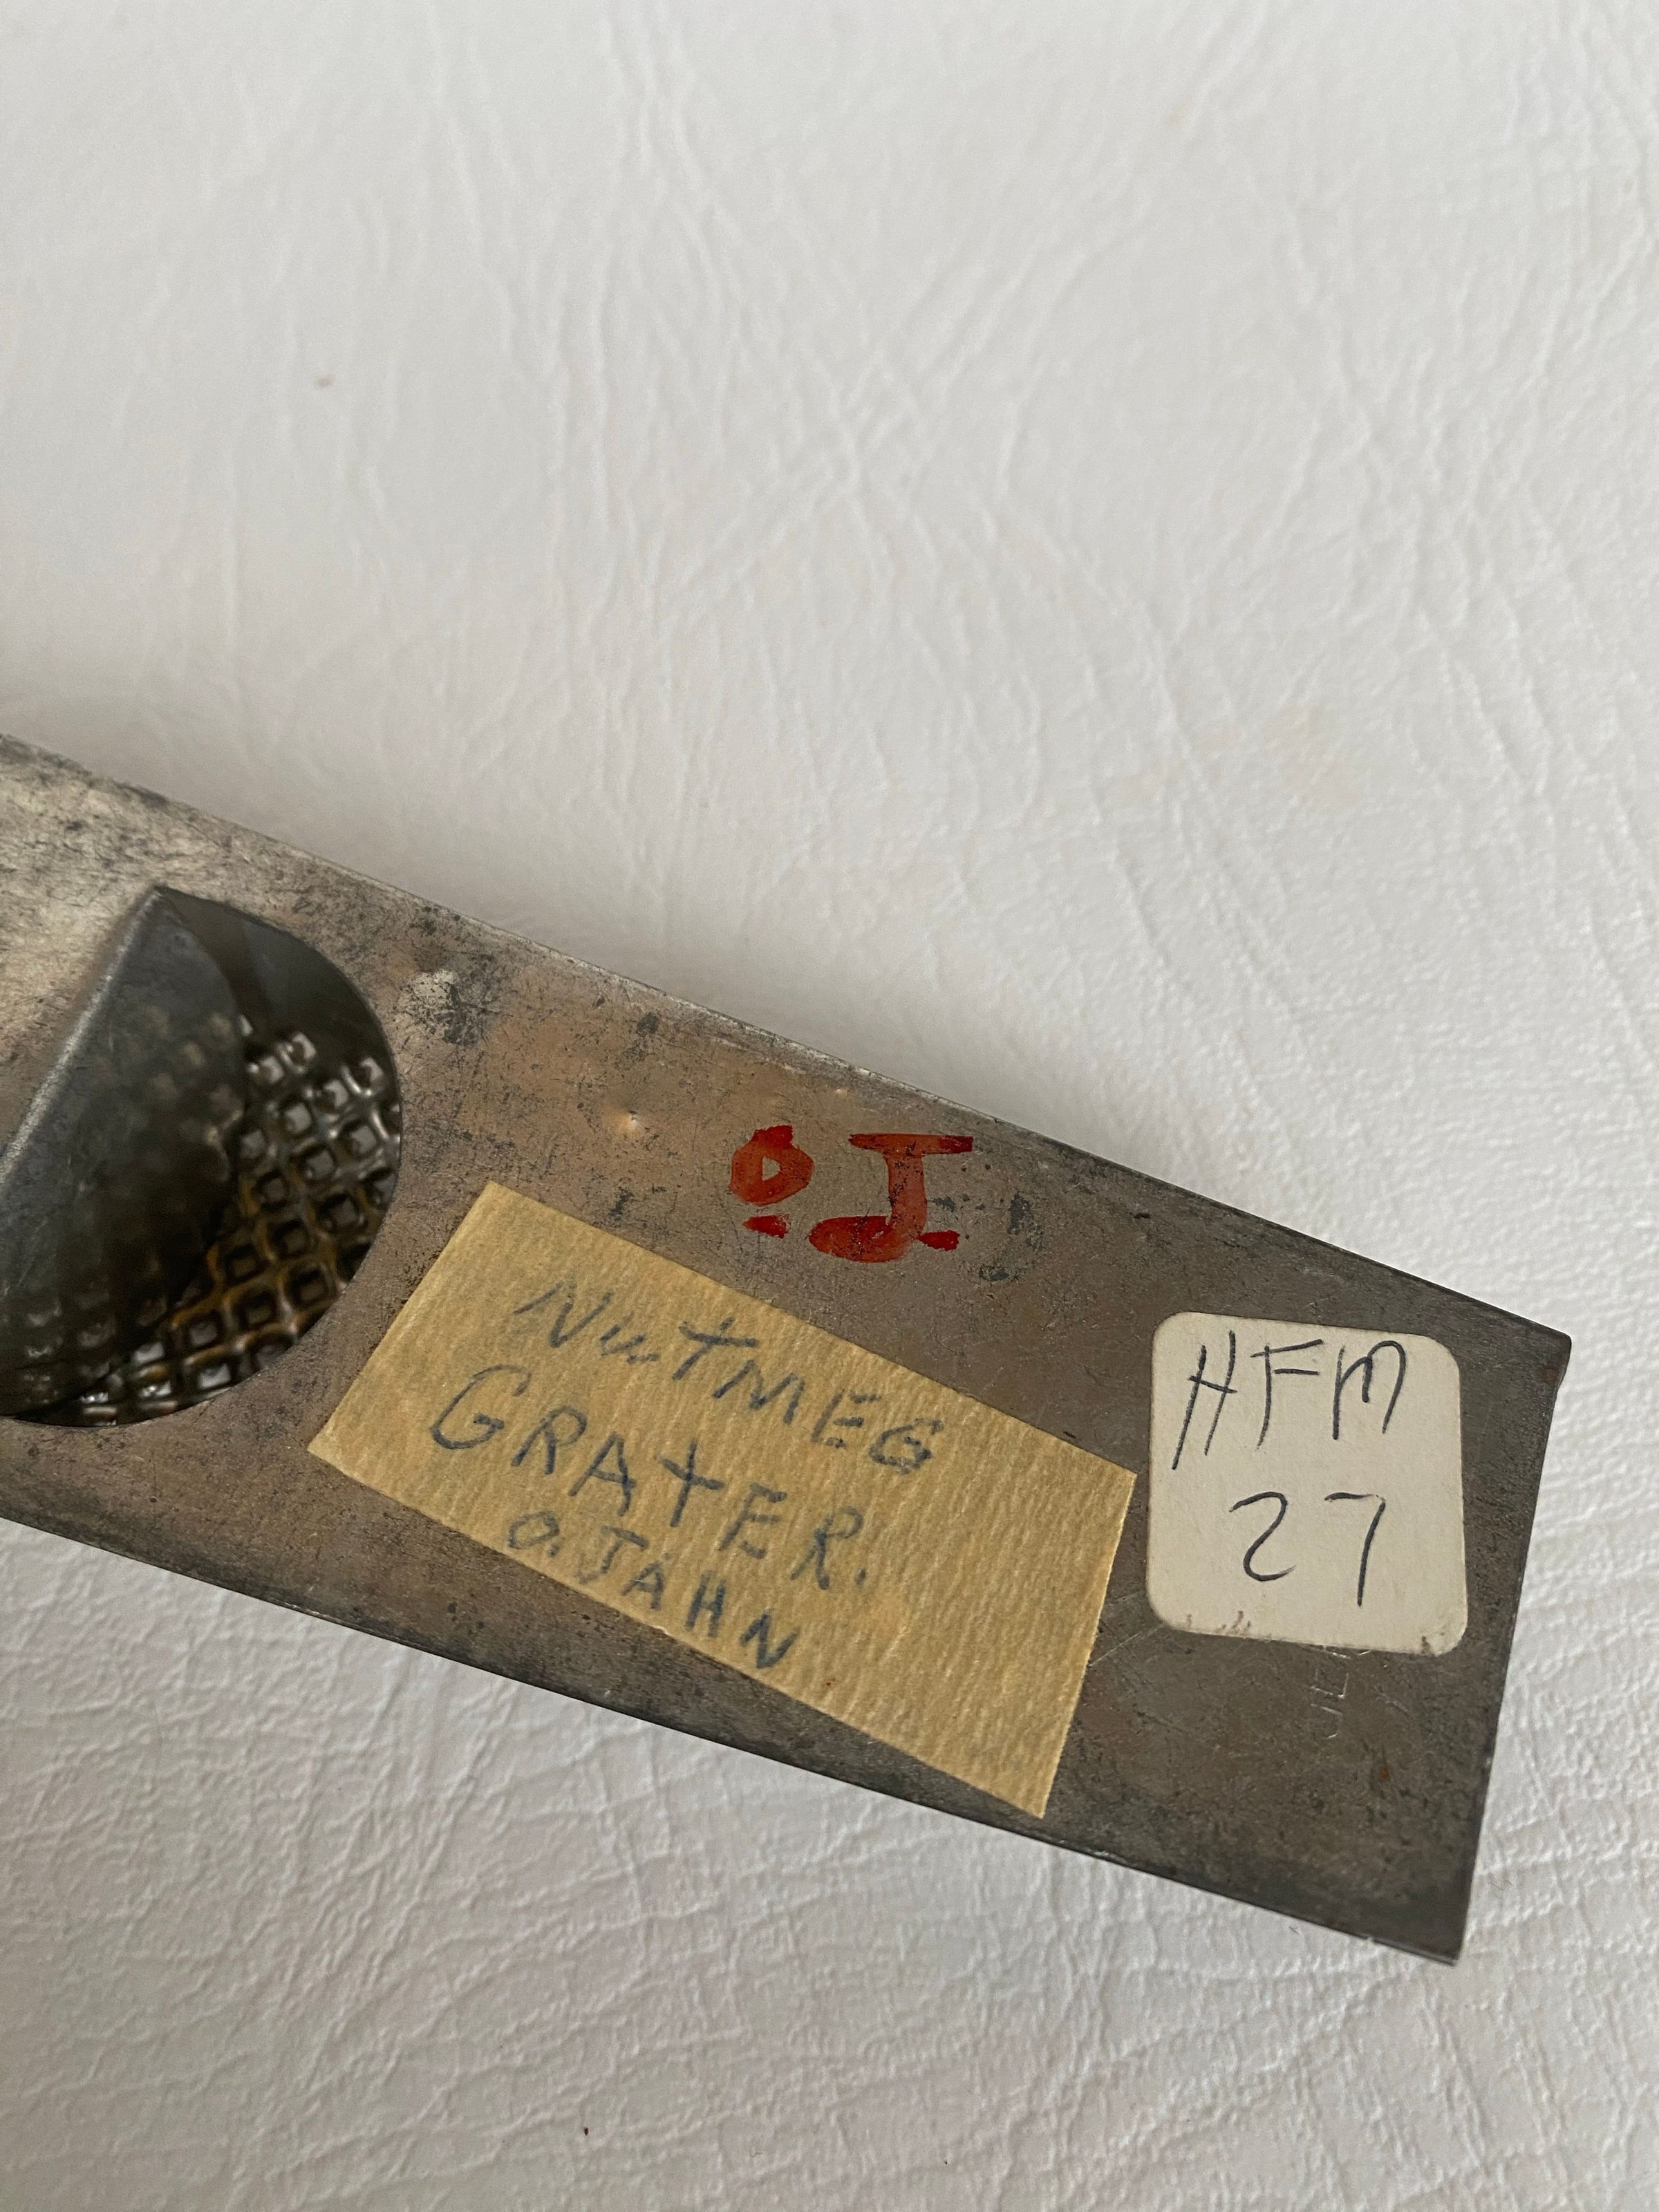 O.J
NuTMEG
GRATER.
O.JAHN
HFM
27